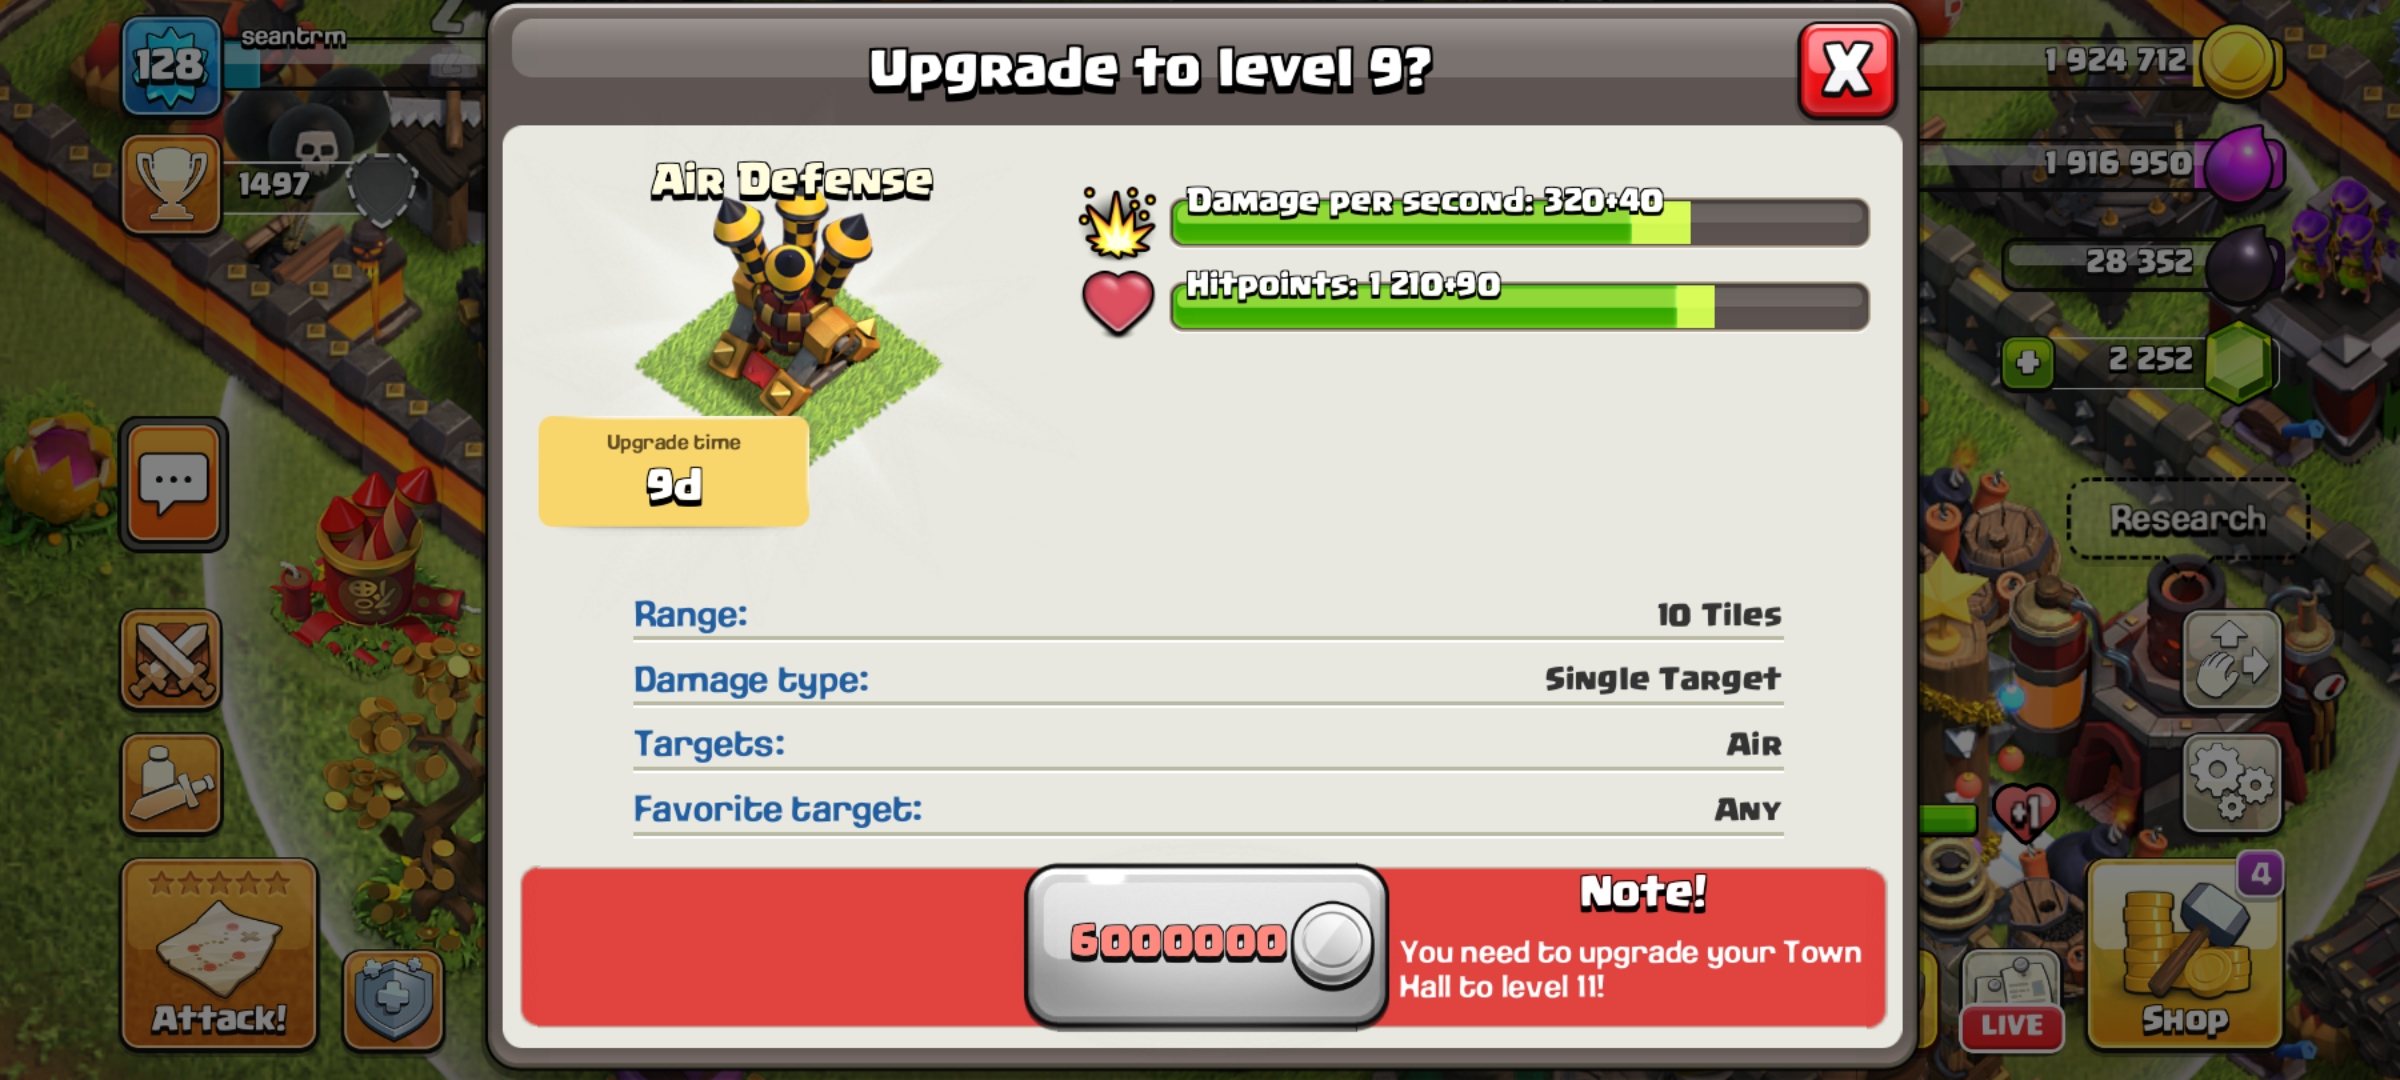 128
seantrm
1497
Upgrade to level 9?
X
1 924 712
1 916 950
28 352
2 252
Air Defense
Damage per second: 320+40
Hitpoints: 1 210+90
Upgrade time
9d
Research
Range: 10 Tiles
Damage type: Single Target
Targets: Air
Favorite target: Any
+1
6000000
Note!
You need to upgrade your Town
Hall to level 11!
Attack!
LIVE
4
Shop